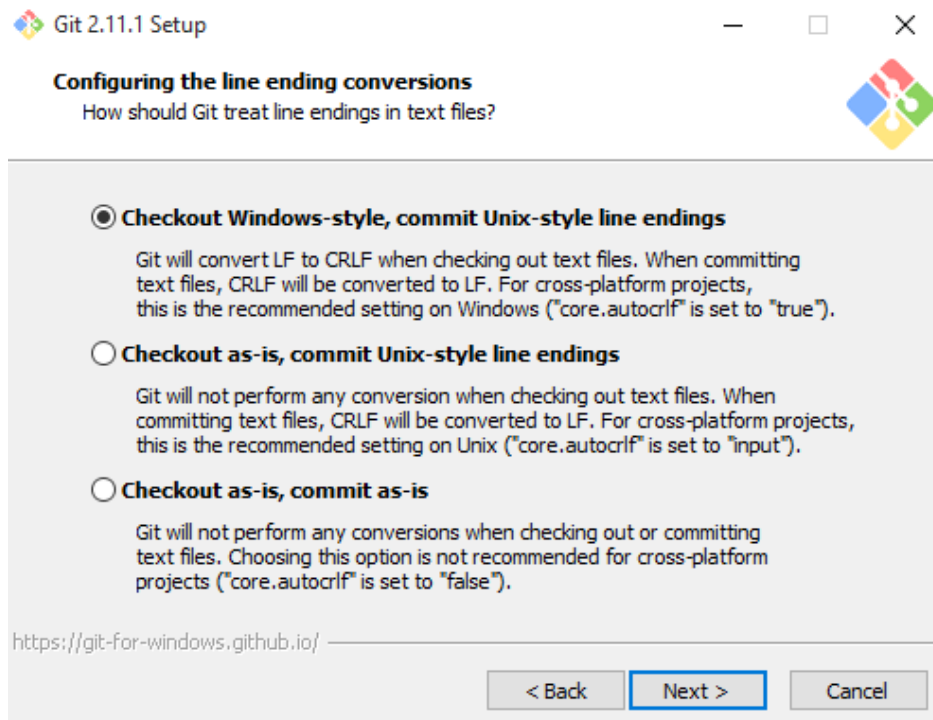 Git 2.11.1 Setup
Configuring the line ending conversions
How should Git treat line endings in text files?
Checkout Windows-style, commit Unix-style line endings
Git will convert LF to CRLF when checking out text files. When committing
text files, CRLF will be converted to LF. For cross-platform projects,
this is the recommended setting on Windows ("core.autocrlf" is set to "true").
Checkout as-is, commit Unix-style line endings
Git will not perform any conversion when checking out text files. When
committing text files, CRLF will be converted to LF. For cross-platform projects,
this is the recommended setting on Unix ("core.autocrlf" is set to "input").
Checkout as-is, commit as-is
Git will not perform any conversions when checking out or committing
text files. Choosing this option is not recommended for cross-platform
projects ("core.autocrlf" is set to "false").
https://git-for-windows.github.io/
< Back Next > Cancel